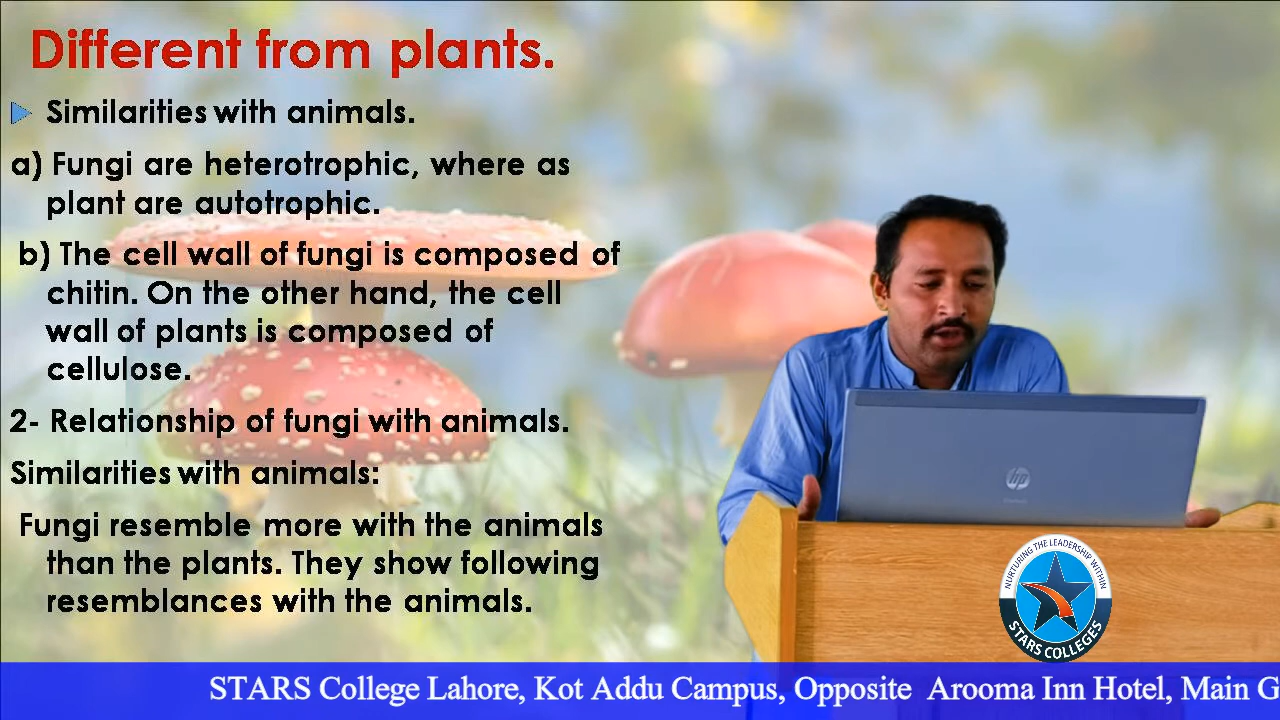 Different from plants.
Similarities with animals.
a) Fungi are heterotrophic, where as
plant are autotrophic.
b) The cell wall of fungi is composed of
chitin. On the other hand, the cell
wall of plants is composed of
cellulose.
2- Relationship of fungi with animals.
Similarities with animals:
Fungi resemble more with the animals
than the plants. They show following
resemblances with the animals.
hp
NURTURING THE LEADERSHIP WITHIN
STARS COLLEGES
STARS College Lahore, Kot Addu Campus, Opposite Arooma Inn Hotel, Main G